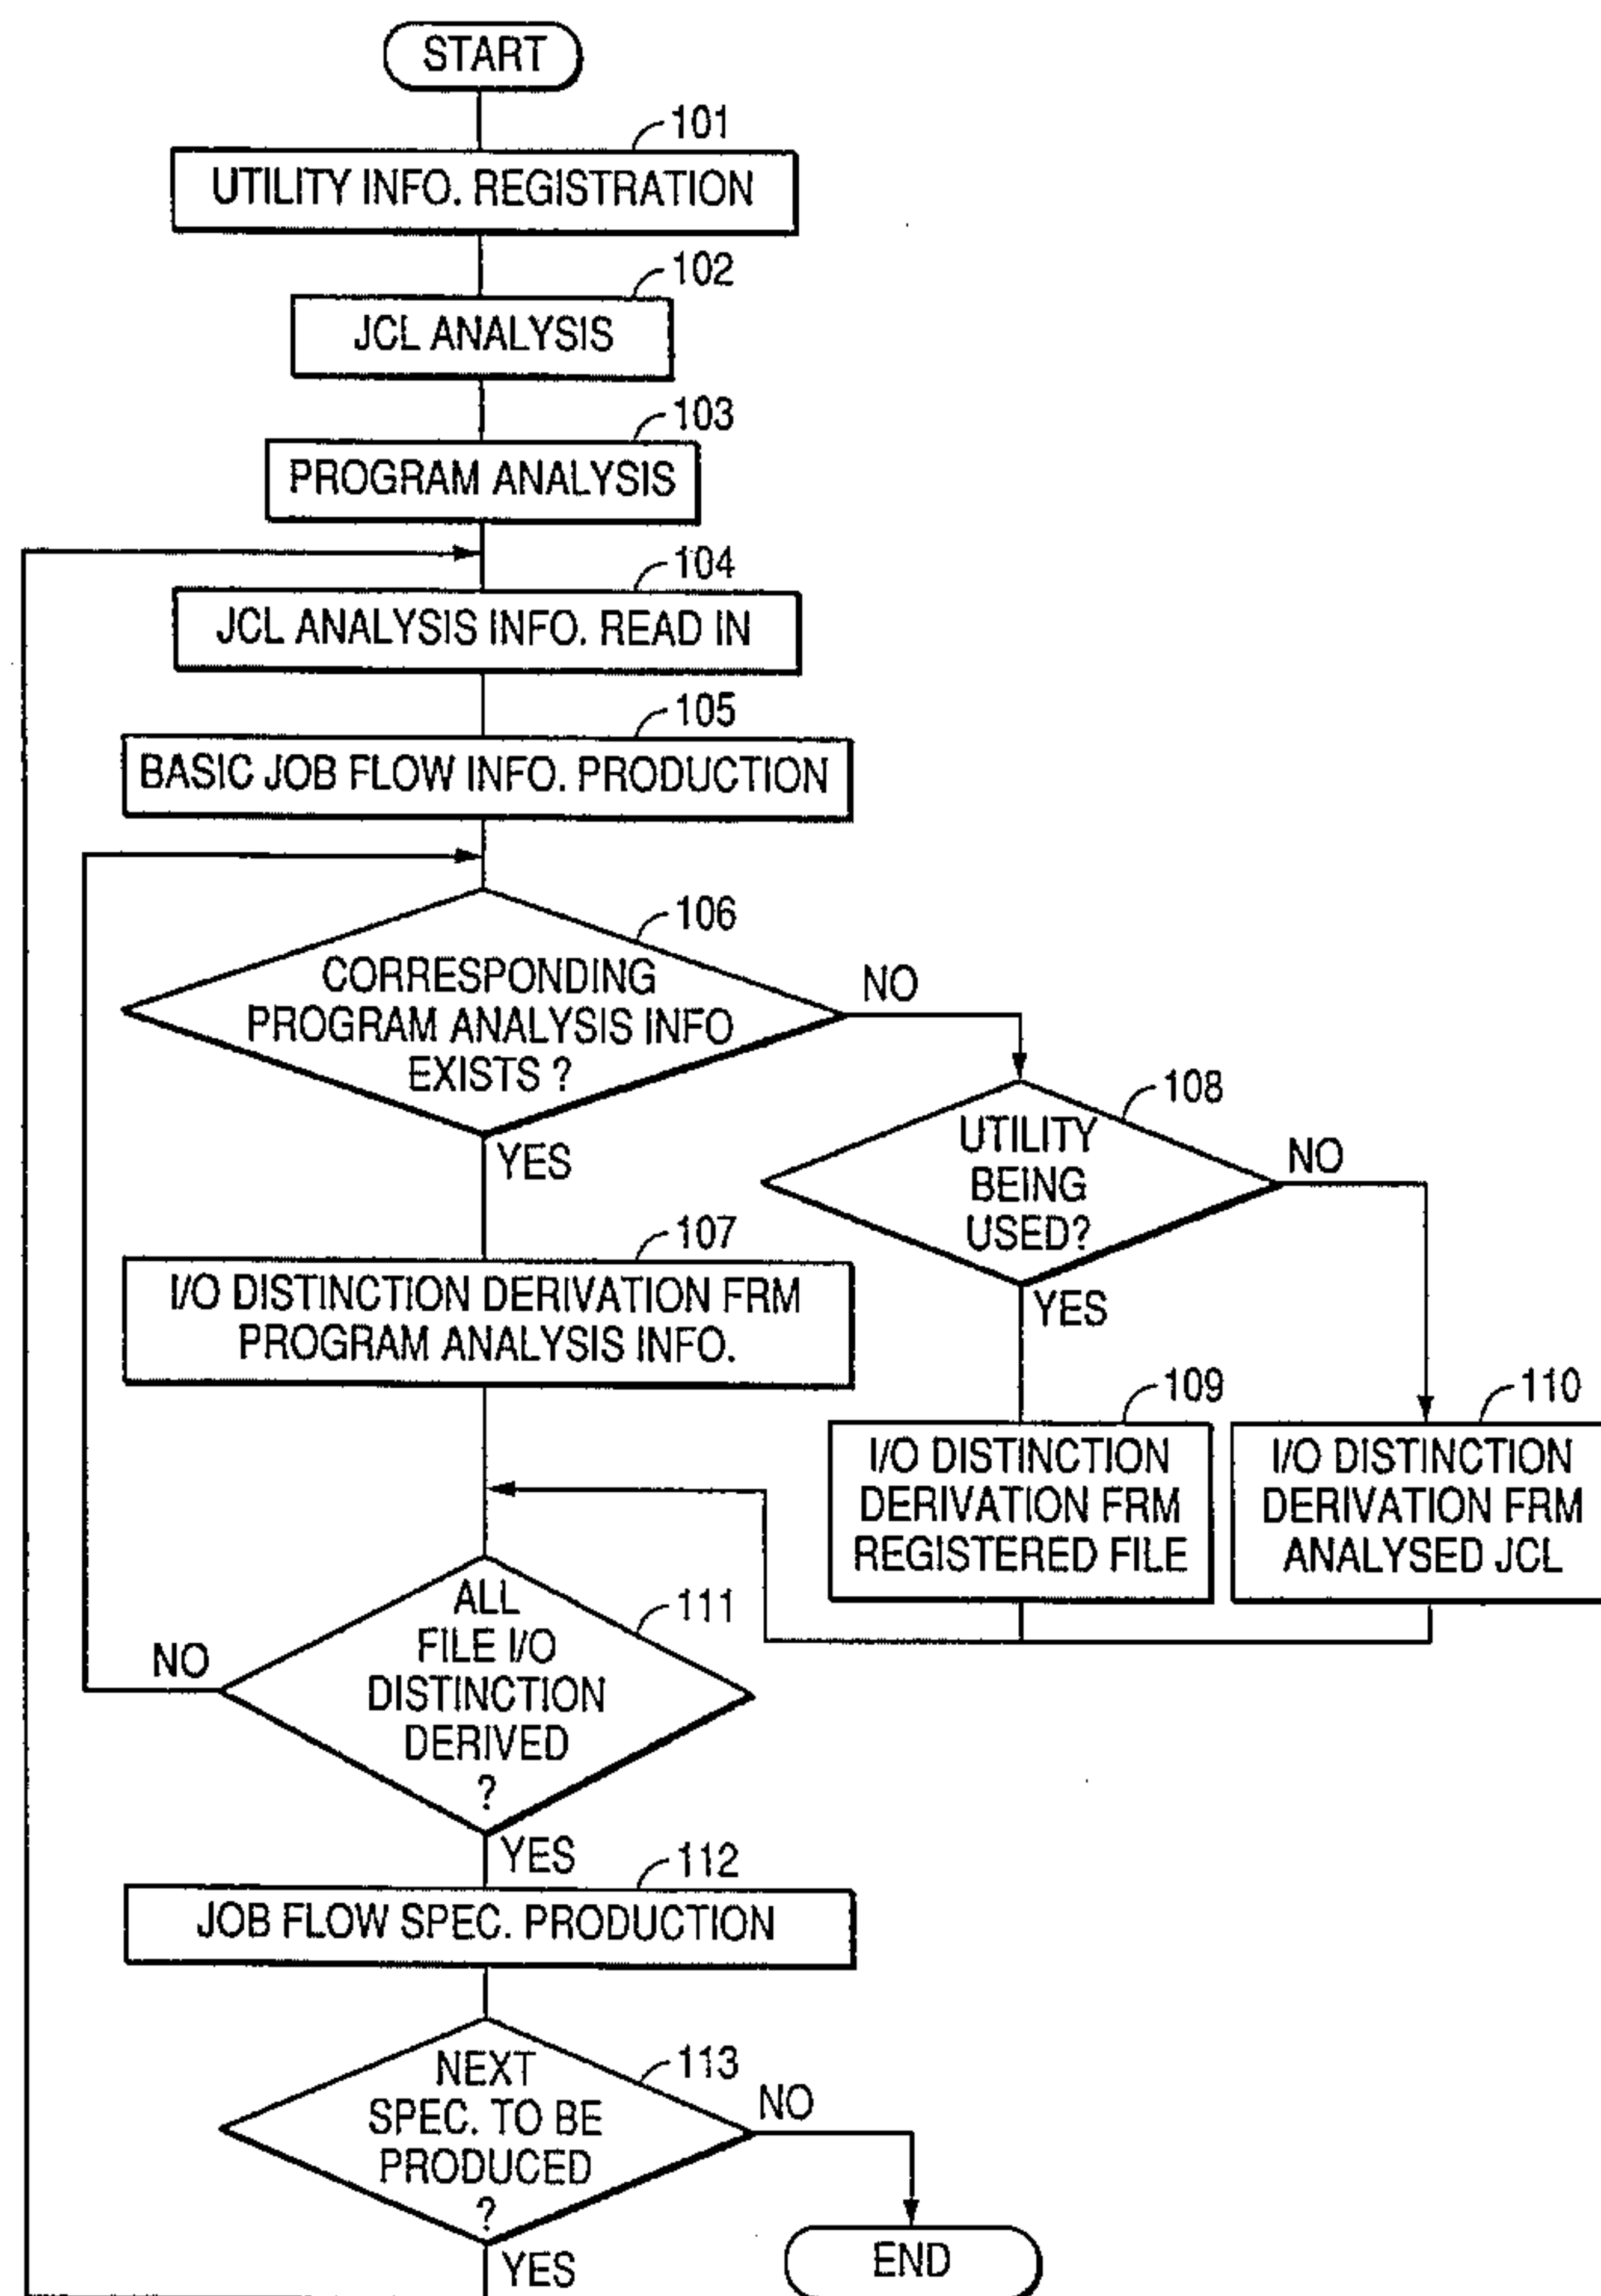 START
101
UTILITY INFO. REGISTRATION
102
JCL ANALYSIS
103
PROGRAM ANALYSIS
104
JCL ANALYSIS INFO. READ IN
105
BASIC JOB FLOW INFO. PRODUCTION
106
CORRESPONDING
PROGRAM ANALYSIS INFO
EXISTS ?
NO
YES
108
UTILITY
BEING
USED?
NO
YES
107
I/O DISTINCTION DERIVATION FRM
PROGRAM ANALYSIS INFO.
109
I/O DISTINCTION
DERIVATION FRM
REGISTERED FILE
110
I/O DISTINCTION
DERIVATION FRM
ANALYSED JCL
111
ALL
FILE I/O
DISTINCTION
DERIVED
?
NO
YES
112
JOB FLOW SPEC. PRODUCTION
113
NEXT
SPEC. TO BE
PRODUCED
?
NO
YES
END